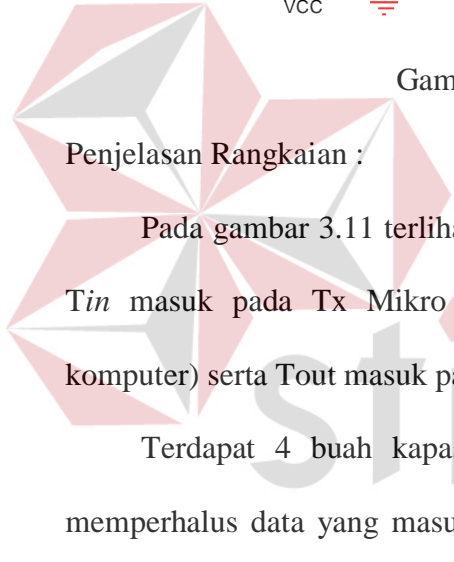 VCC
Gam
Penjelasan Rangkaian :
Pada gambar 3.11 terliha
Tin masuk pada Tx Mikro
komputer) serta Tout masuk pa
Terdapat 4 buah kapas
memperhalus data yang masu